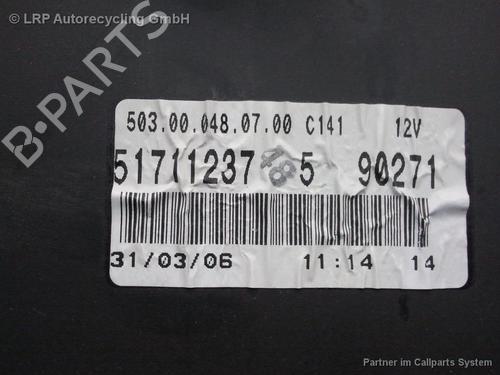 © LRP Autorecycling GmbH
B-PARTS
503.00.048.07.00 C141 12V
51711237 5 90271
48
31/03/06 11:14 14
Partner im Callparts System